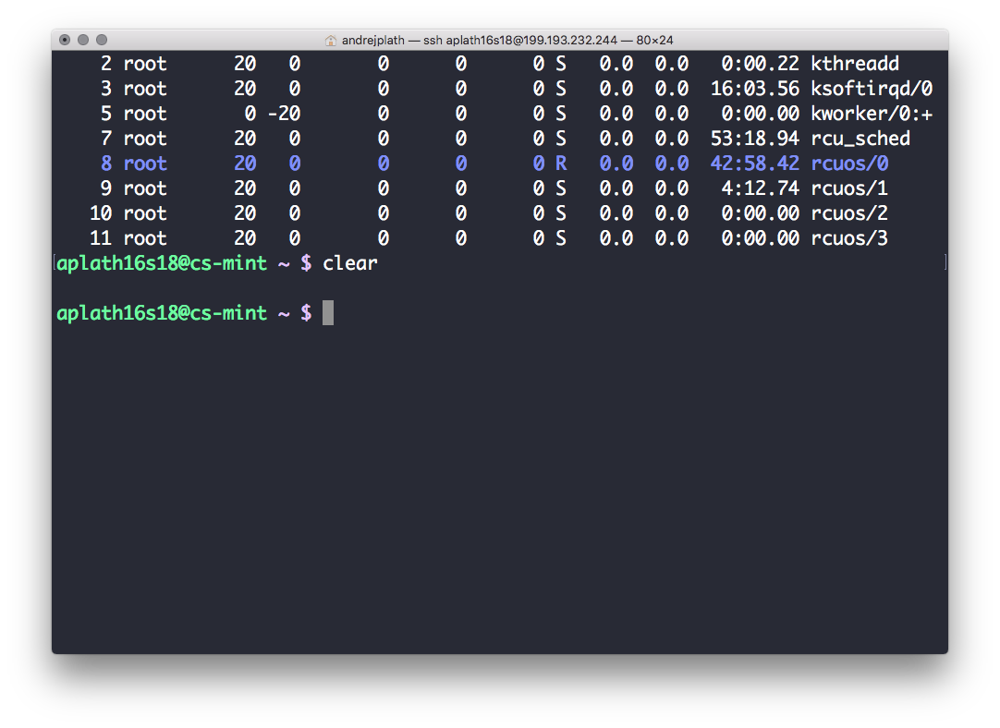 andrejplath — ssh aplath16s18@199.193.232.244 — 80×24
2 root 20 0 0 0 0 S 0.0 0.0 0:00.22 kthreadd
3 root 20 0 0 0 0 S 0.0 0.0 16:03.56 ksoftirqd/0
5 root 0 -20 0 0 0 S 0.0 0.0 0:00.00 kworker/0:+
7 root 20 0 0 0 0 S 0.0 0.0 53:18.94 rcu_sched
8 root 20 0 0 0 0 R 0.0 0.0 42:58.42 rcuos/0
9 root 20 0 0 0 0 S 0.0 0.0 4:12.74 rcuos/1
10 root 20 0 0 0 0 S 0.0 0.0 0:00.00 rcuos/2
11 root 20 0 0 0 0 S 0.0 0.0 0:00.00 rcuos/3
[aplath16s18@cs-mint ~ $ clear ]
aplath16s18@cs-mint ~ $